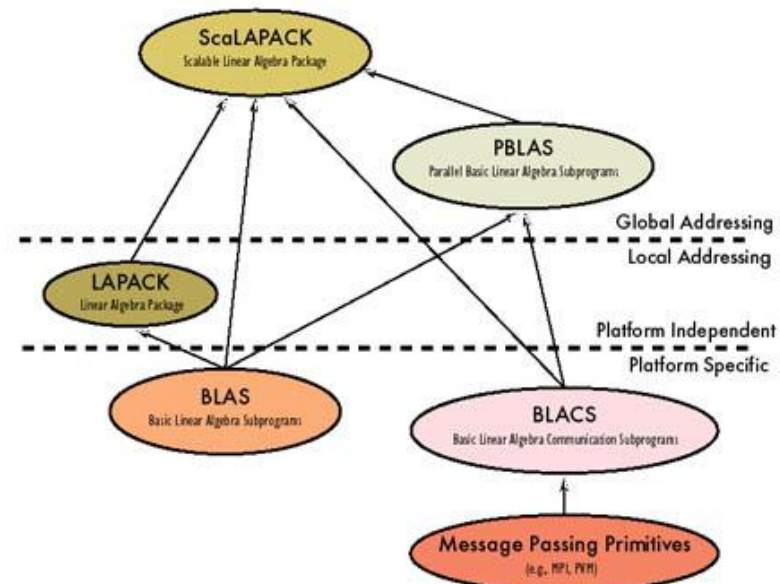 ScaLAPACK
Scalable Linear Algebra Package
PBLAS
Parallel Basic Linear Algebra Subprograms
Global Addressing
Local Addressing
LAPACK
Linear Algebra Package
Platform Independent
Platform Specific
BLAS
Basic Linear Algebra Subprograms
BLACS
Basic Linear Algebra Communication Subprograms
Message Passing Primitives
(e.g., MPI, PVM)